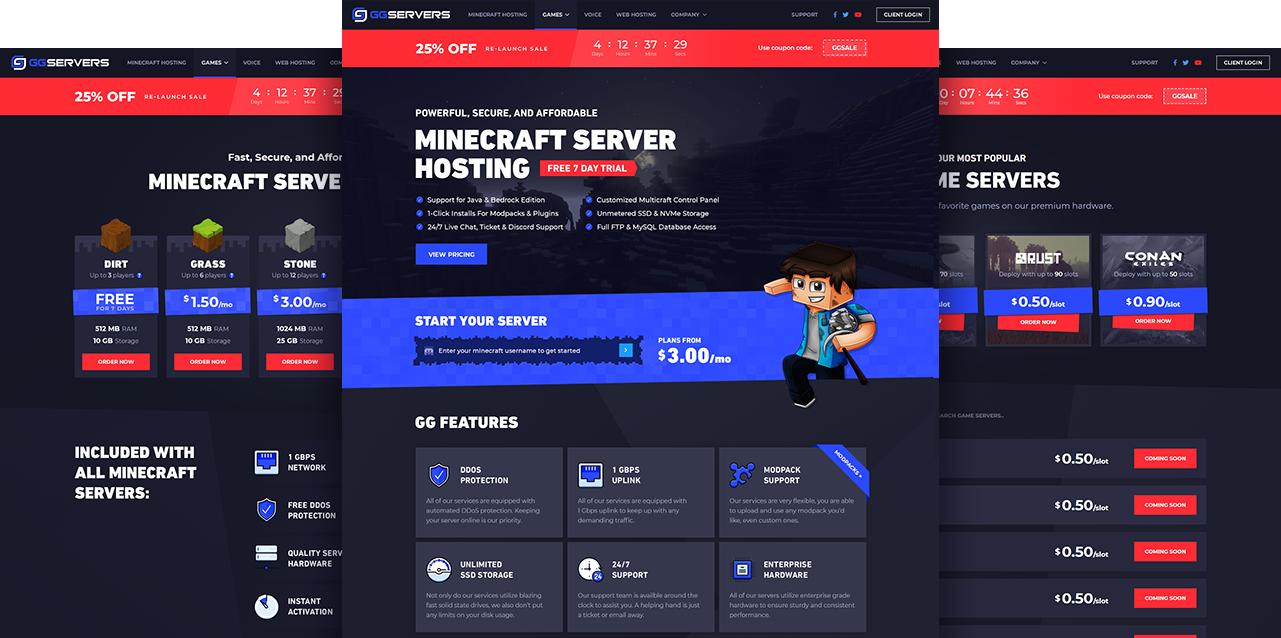 GGSERVERS
MINECRAFT HOSTING
GAMES
VOICE
WEB HOSTING
COMPANY
SUPPORT
CLIENT LOGIN
25% OFF RE-LAUNCH SALE
4 : 12 : 37 : 29
Days Hours Mins Secs
Use coupon code: GGSALE
POWERFUL, SECURE, AND AFFORDABLE
MINECRAFT SERVER
HOSTING FREE 7 DAY TRIAL
Support for Java & Bedrock Edition
Customized Multicraft Control Panel
1-Click Installs For Modpacks & Plugins
Unmetered SSD & NVMe Storage
24/7 Live Chat, Ticket & Discord Support
Full FTP & MySQL Database Access
VIEW PRICING
START YOUR SERVER
Enter your minecraft username to get started
PLANS FROM
$3.00/mo
GG FEATURES
DDOS
PROTECTION
All of our services are equipped with
automated DDoS protection. Keeping
your server online is our priority.
1 GBPS
UPLINK
All of our services are equipped with
1 Gbps uplink to keep up with any
demanding traffic.
MODPACK
SUPPORT
MODPACKS >
Our services are very flexible, you are able
to upload and use any modpack you'd
like, even custom ones.
UNLIMITED
SSD STORAGE
Not only do our services utilize blazing
fast solid state drives, we also don't put
any limits on your disk usage.
24
24/7
SUPPORT
Our support team is availble around the
clock to assist you. A helping hand is just
a ticket or email away.
ENTERPRISE
HARDWARE
All of our servers utilize enterprise grade
hardware to ensure sturdy and consistent
performance.
GGSERVERS
MINECRAFT HOSTING
GAMES
VOICE
WEB HOSTING
COM
25% OFF RE-LAUNCH SALE
4 : 12 : 37 : 29
Days Hours Mins Secs
Fast, Secure, and Affor
MINECRAFT SERVE
DIRT
Up to 3 players ?
FREE
FOR 7 DAYS
512 MB RAM
10 GB Storage
ORDER NOW
GRASS
Up to 6 players ?
$1.50/mo
512 MB RAM
10 GB Storage
ORDER NOW
STONE
Up to 12 players ?
$3.00/mo
1024 MB RAM
25 GB Storage
ORDER NOW
INCLUDED WITH
ALL MINECRAFT
SERVERS:
1 GBPS
NETWORK
FREE DDOS
PROTECTION
QUALITY SERV
HARDWARE
INSTANT
ACTIVATION
E
WEB HOSTING
COMPANY
SUPPORT
CLIENT LOGIN
0 : 07 : 44 : 36
Day Hours Mins Secs
Use coupon code: GGSALE
OUR MOST POPULAR
ME SERVERS
favorite games on our premium hardware.
70 slots
lot
RUST
Deploy with up to 90 slots
$0.50/slot
ORDER NOW
CONAN
EXILES
Deploy with up to 50 slots
$0.90/slot
ORDER NOW
ARCH GAME SERVERS..
$0.50/slot COMING SOON
$0.50/slot COMING SOON
$0.50/slot COMING SOON
$0.50/slot COMING SOON